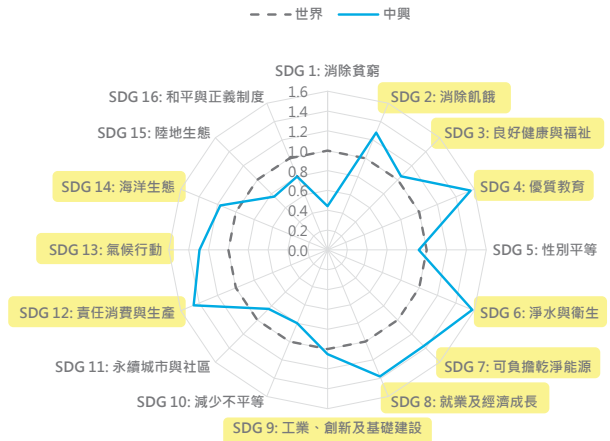 世界 中興
SDG 1: 消除貧窮
SDG 2: 消除飢餓
SDG 3: 良好健康與福祉
SDG 4: 優質教育
SDG 5: 性別平等
SDG 6: 淨水與衛生
SDG 7: 可負擔乾淨能源
SDG 8: 就業及經濟成長
SDG 9: 工業、創新及基礎建設
SDG 10: 減少不平等
SDG 11: 永續城市與社區
SDG 12: 責任消費與生產
SDG 13: 氣候行動
SDG 14: 海洋生態
SDG 15: 陸地生態
SDG 16: 和平與正義制度
1.6
1.4
1.2
1.0
0.8
0.6
0.4
0.2
0.0